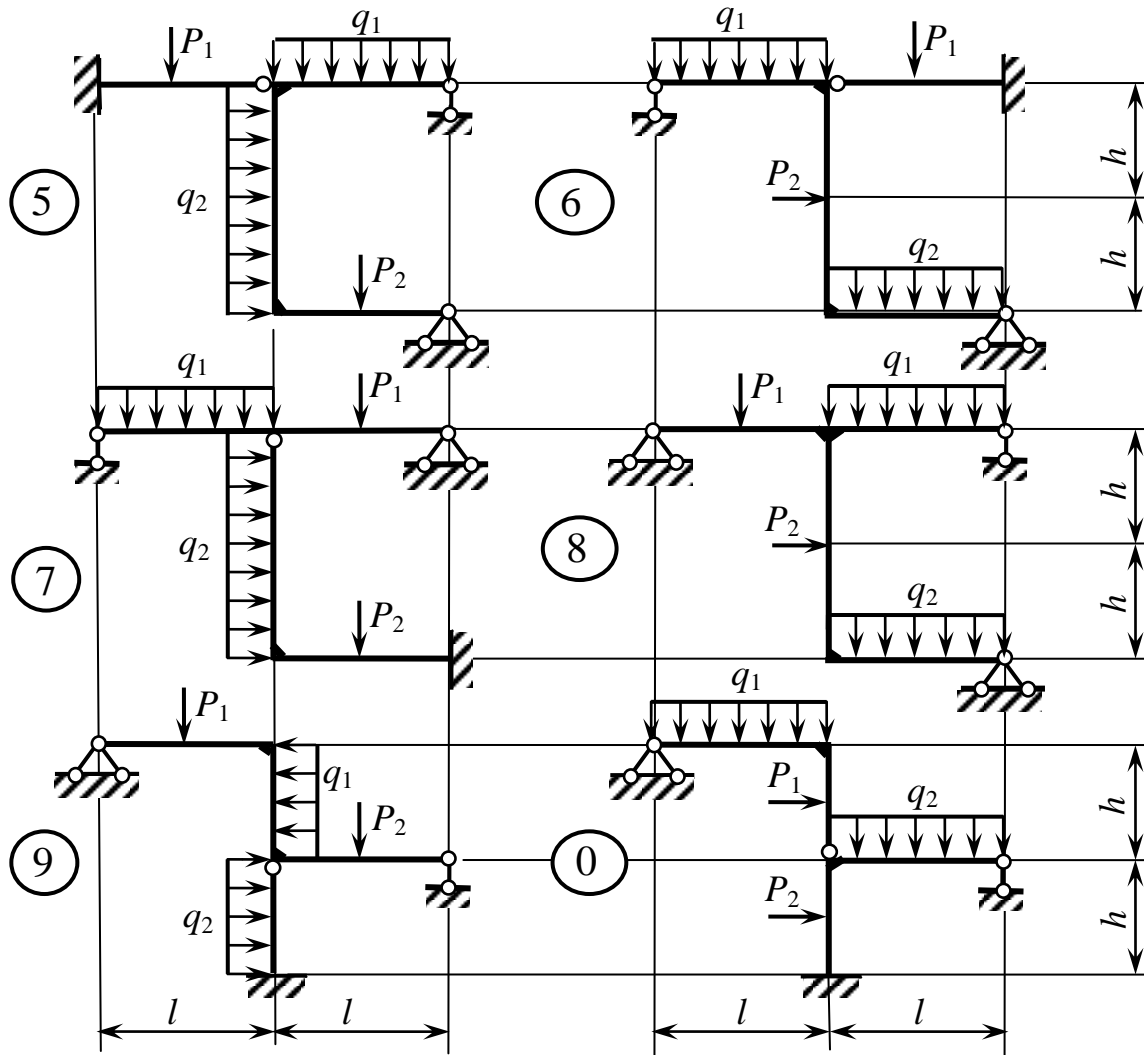 q1 q1
P1 P1
h
5 q2 6 P2
P2 q2 h
q1 P1 P1 q1
h
7 q2 8 P2
P2 q2 h
P1 q1
q1 P1 h
9 P2 0 q2
q2 P2 h
l l l l